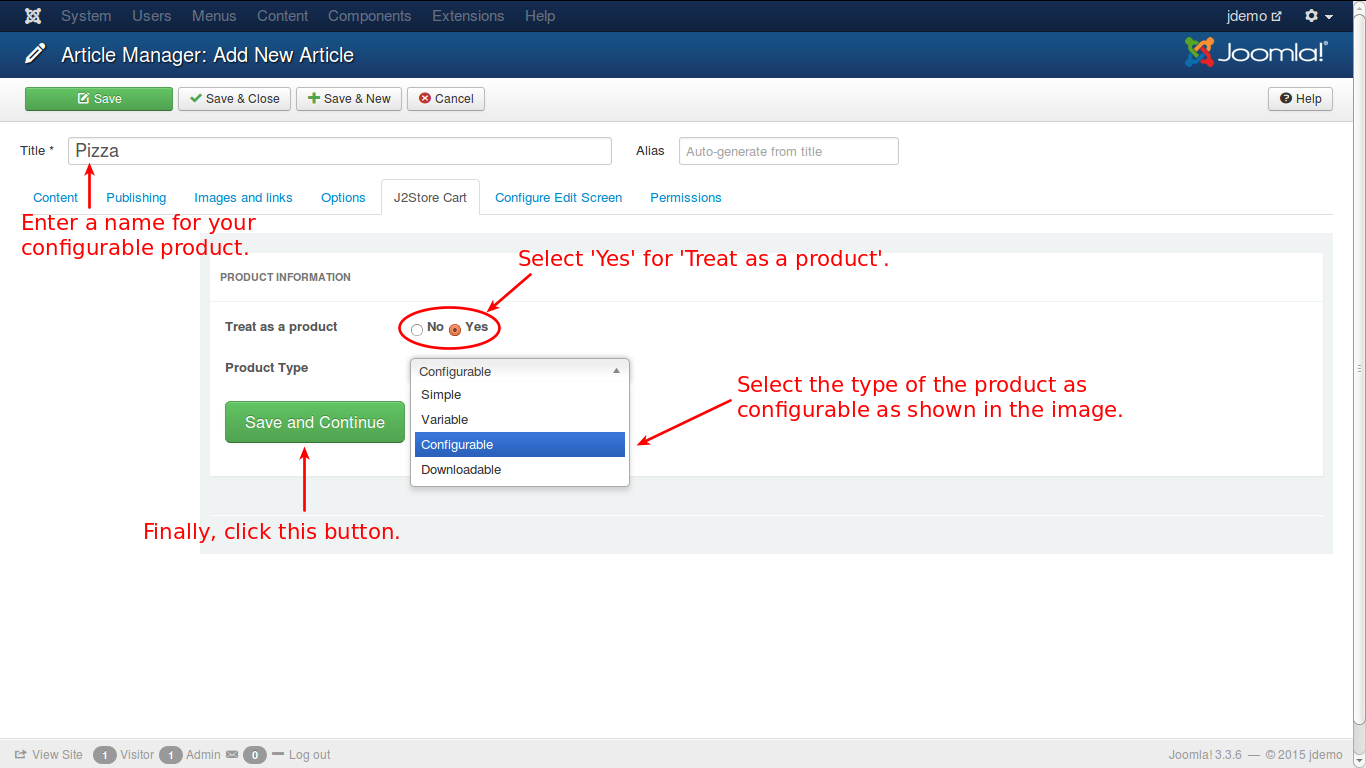 System Users Menus Content Components Extensions Help jdemo
Article Manager: Add New Article Joomla!®
Save Save & Close Save & New Cancel Help
Title * Pizza Alias Auto-generate from title
Content Publishing Images and links Options J2Store Cart Configure Edit Screen Permissions
Enter a name for your
configurable product.
Select 'Yes' for 'Treat as a product'.
PRODUCT INFORMATION
Treat as a product No Yes
Product Type Configurable
Simple
Variable
Configurable
Downloadable
Select the type of the product as
configurable as shown in the image.
Save and Continue
Finally, click this button.
View Site 1 Visitor 1 Admin 0 Log out Joomla! 3.3.6 — © 2015 jdemo